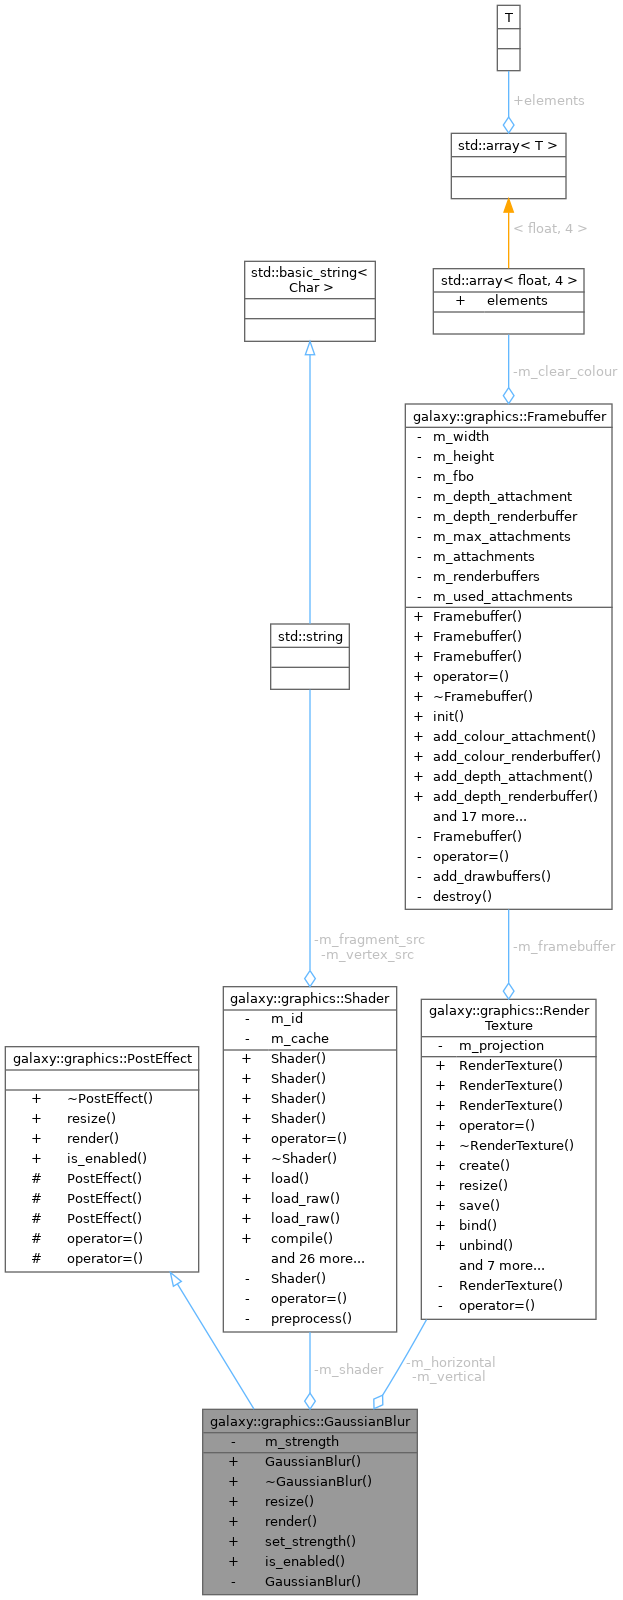 T
+elements
std::array< T >
< float, 4 >
std::basic_string<
Char >
std::array< float, 4 >
+ elements
-m_clear_colour
galaxy::graphics::Framebuffer
- m_width
- m_height
- m_fbo
- m_depth_attachment
- m_depth_renderbuffer
- m_max_attachments
- m_attachments
- m_renderbuffers
- m_used_attachments
+ Framebuffer()
+ Framebuffer()
+ Framebuffer()
+ operator=()
+ ~Framebuffer()
+ init()
+ add_colour_attachment()
+ add_colour_renderbuffer()
+ add_depth_attachment()
+ add_depth_renderbuffer()
and 17 more...
- Framebuffer()
- operator=()
- add_drawbuffers()
- destroy()
std::string
-m_fragment_src
-m_vertex_src
-m_framebuffer
galaxy::graphics::Shader
- m_id
- m_cache
+ Shader()
+ Shader()
+ Shader()
+ Shader()
+ operator=()
+ ~Shader()
+ load()
+ load_raw()
+ load_raw()
+ compile()
and 26 more...
- Shader()
- operator=()
- preprocess()
galaxy::graphics::Render
Texture
- m_projection
+ RenderTexture()
+ RenderTexture()
+ RenderTexture()
+ operator=()
+ ~RenderTexture()
+ create()
+ resize()
+ save()
+ bind()
+ unbind()
and 7 more...
- RenderTexture()
- operator=()
galaxy::graphics::PostEffect
+ ~PostEffect()
+ resize()
+ render()
+ is_enabled()
# PostEffect()
# PostEffect()
# PostEffect()
# operator=()
# operator=()
-m_shader
-m_horizontal
-m_vertical
galaxy::graphics::GaussianBlur
- m_strength
+ GaussianBlur()
+ ~GaussianBlur()
+ resize()
+ render()
+ set_strength()
+ is_enabled()
- GaussianBlur()